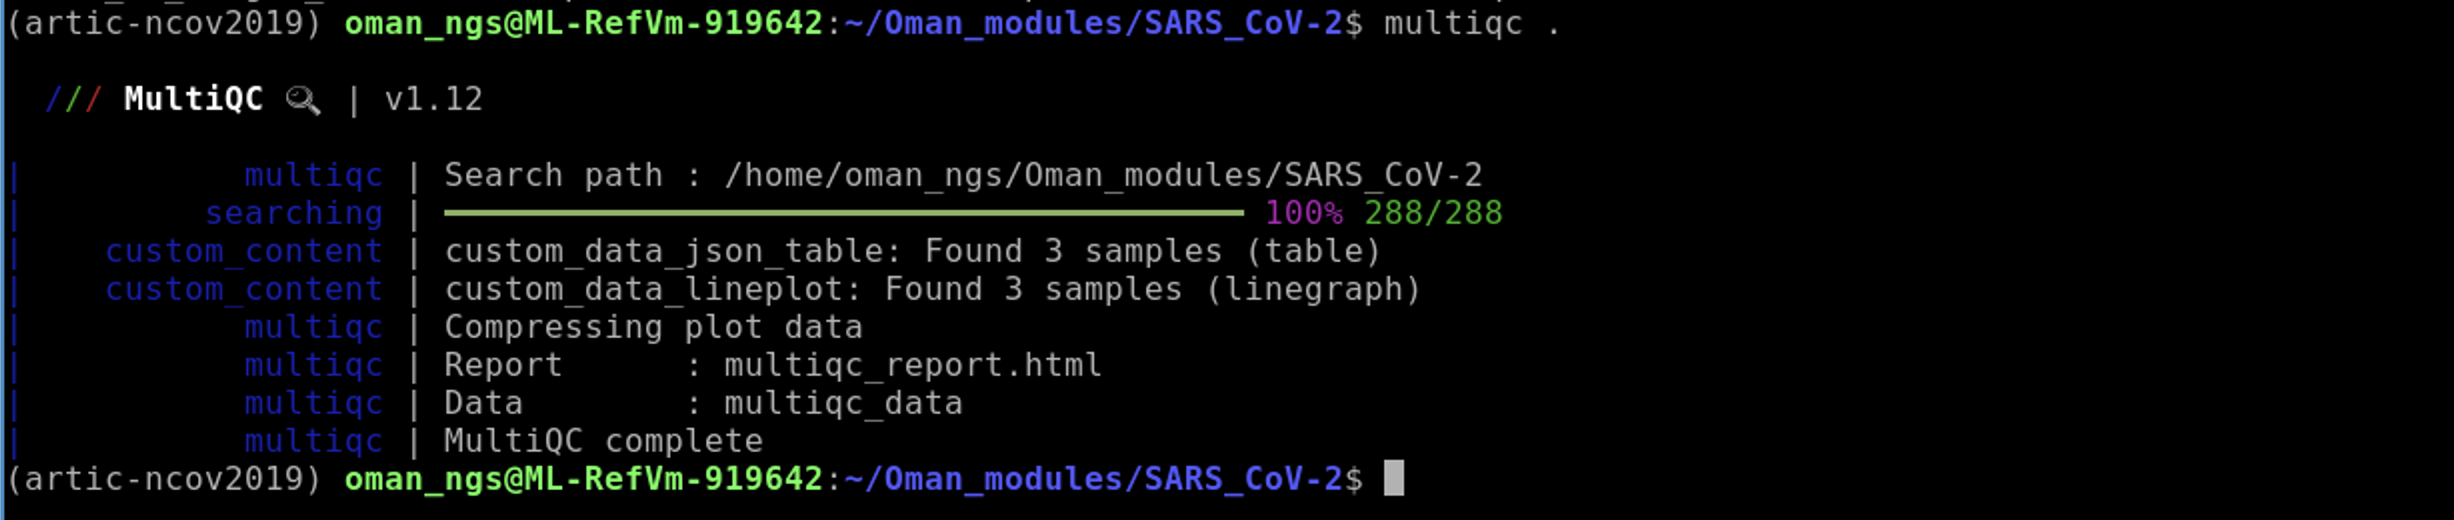 (artic-ncov2019) oman_ngs@ML-RefVm-919642:~/Oman_modules/SARS_CoV-2$ multiqc .
/// MultiQC 🔍 | v1.12
| multiqc | Search path : /home/oman_ngs/Oman_modules/SARS_CoV-2
| searching | 100% 288/288
| custom_content | custom_data_json_table: Found 3 samples (table)
| custom_content | custom_data_lineplot: Found 3 samples (linegraph)
| multiqc | Compressing plot data
| multiqc | Report : multiqc_report.html
| multiqc | Data : multiqc_data
| multiqc | MultiQC complete
(artic-ncov2019) oman_ngs@ML-RefVm-919642:~/Oman_modules/SARS_CoV-2$